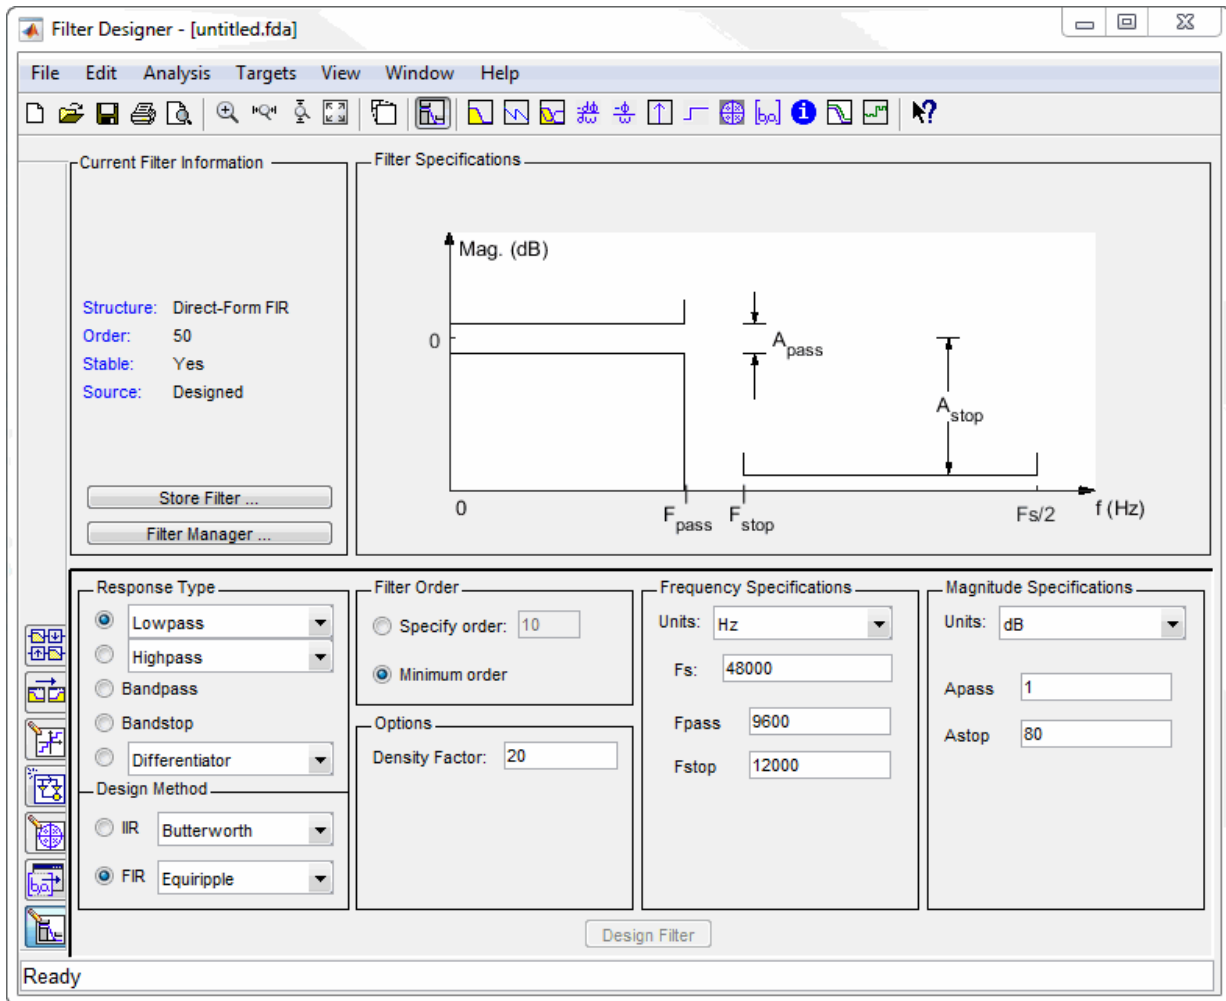 Filter Designer - [untitled.fda]
File Edit Analysis Targets View Window Help
Current Filter Information
Structure: Direct-Form FIR
Order: 50
Stable: Yes
Source: Designed
Store Filter ...
Filter Manager ...
Filter Specifications
Mag. (dB)
0
Apass
Astop
0
Fpass
Fstop
Fs/2
f (Hz)
Response Type
Lowpass
Highpass
Bandpass
Bandstop
Differentiator
Design Method
IIR Butterworth
FIR Equiripple
Filter Order
Specify order: 10
Minimum order
Options
Density Factor: 20
Frequency Specifications
Units: Hz
Fs: 48000
Fpass 9600
Fstop 12000
Magnitude Specifications
Units: dB
Apass 1
Astop 80
Design Filter
Ready